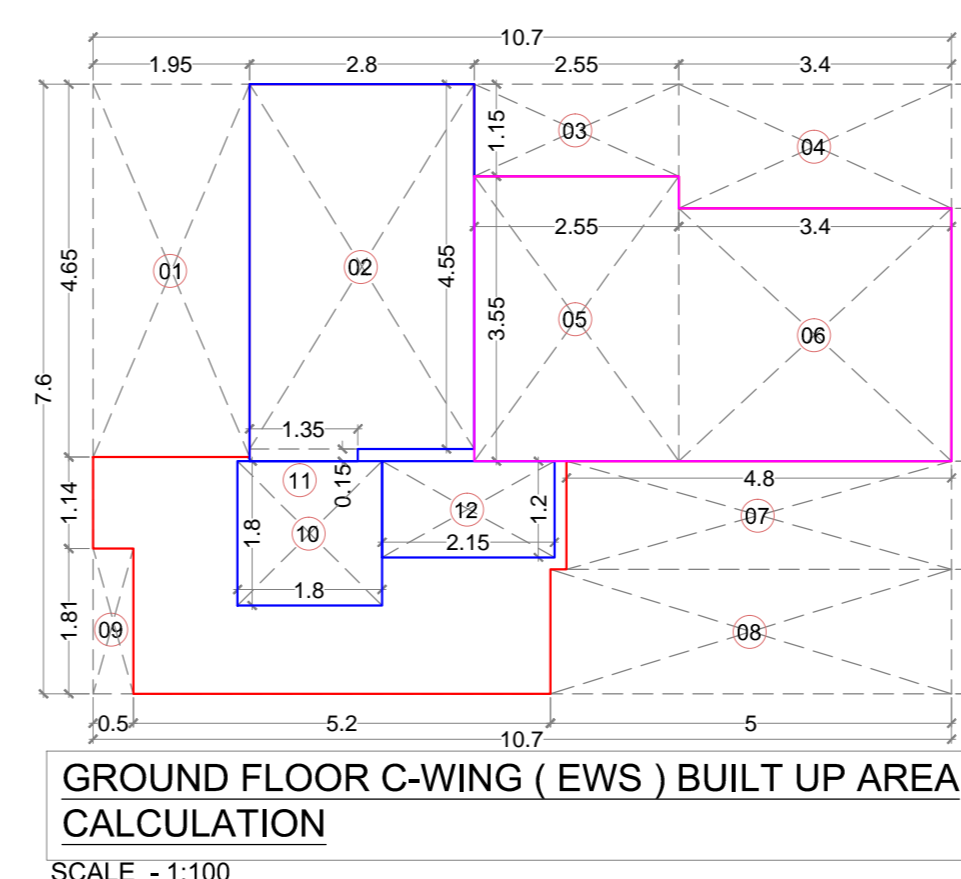 10.7
1.95 2.8 2.55 3.4
1.15 03 04
2.55 3.4
4.65 01 02 4.55 3.55 05 06
7.6
1.35
11 0.15 4.8
1.14 1.8 10 12 1.2 07
2.15
1.8
1.81 09 08
0.5 5.2 5
10.7
GROUND FLOOR C-WING ( EWS ) BUILT UP AREA
CALCULATION
SCALE - 1:100